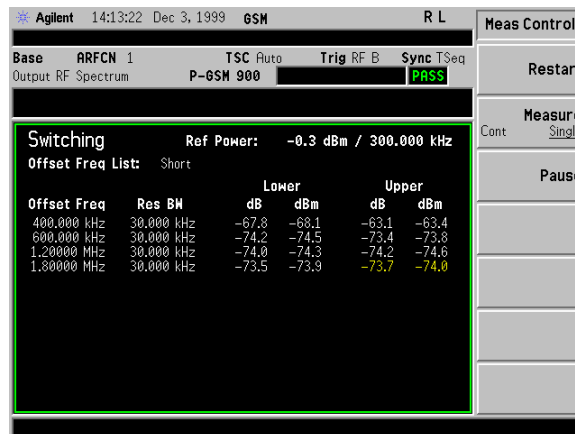 Agilent 14:13:22 Dec 3, 1999 GSM R L
Meas Control
Base ARFCN 1 TSC Auto Trig RF B Sync TSeq
Output RF Spectrum P-GSM 900 PASS
Restar
Measur
Cont Singl
Paus
Switching Ref Power: -0.3 dBm / 300.000 kHz
Offset Freq List: Short
Lower Upper
Offset Freq Res BW dB dBm dB dBm
400.000 kHz 30.000 kHz -67.8 -68.1 -63.1 -63.4
600.000 kHz 30.000 kHz -74.2 -74.5 -73.4 -73.8
1.20000 MHz 30.000 kHz -74.0 -74.3 -74.2 -74.6
1.80000 MHz 30.000 kHz -73.5 -73.9 -73.7 -74.0